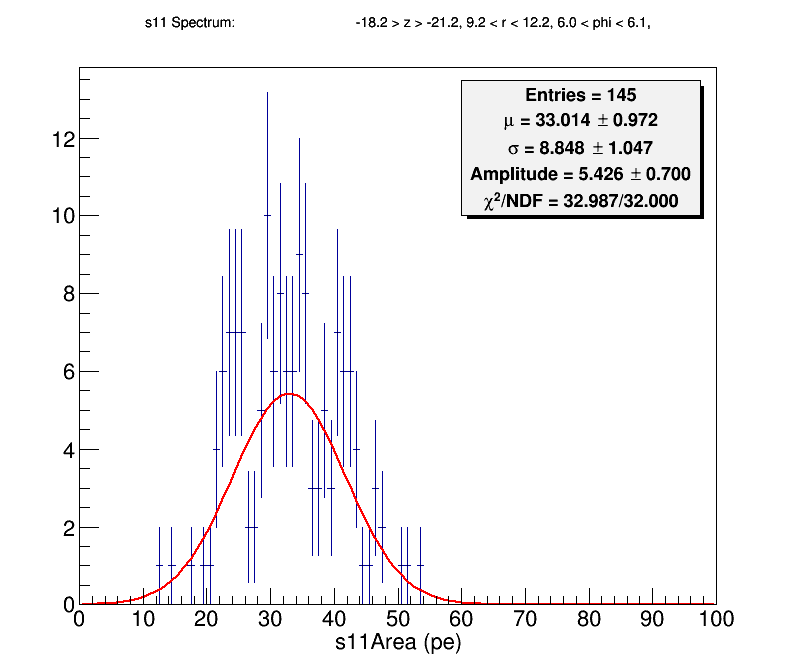 s11 Spectrum: -18.2 > z > -21.2, 9.2 < r < 12.2, 6.0 < phi < 6.1,
Entries = 145
μ = 33.014 ± 0.972
σ = 8.848 ± 1.047
Amplitude = 5.426 ± 0.700
χ²/NDF = 32.987/32.000
12
10
8
6
4
2
0
0 10 20 30 40 50 60 70 80 90 100
s11Area (pe)